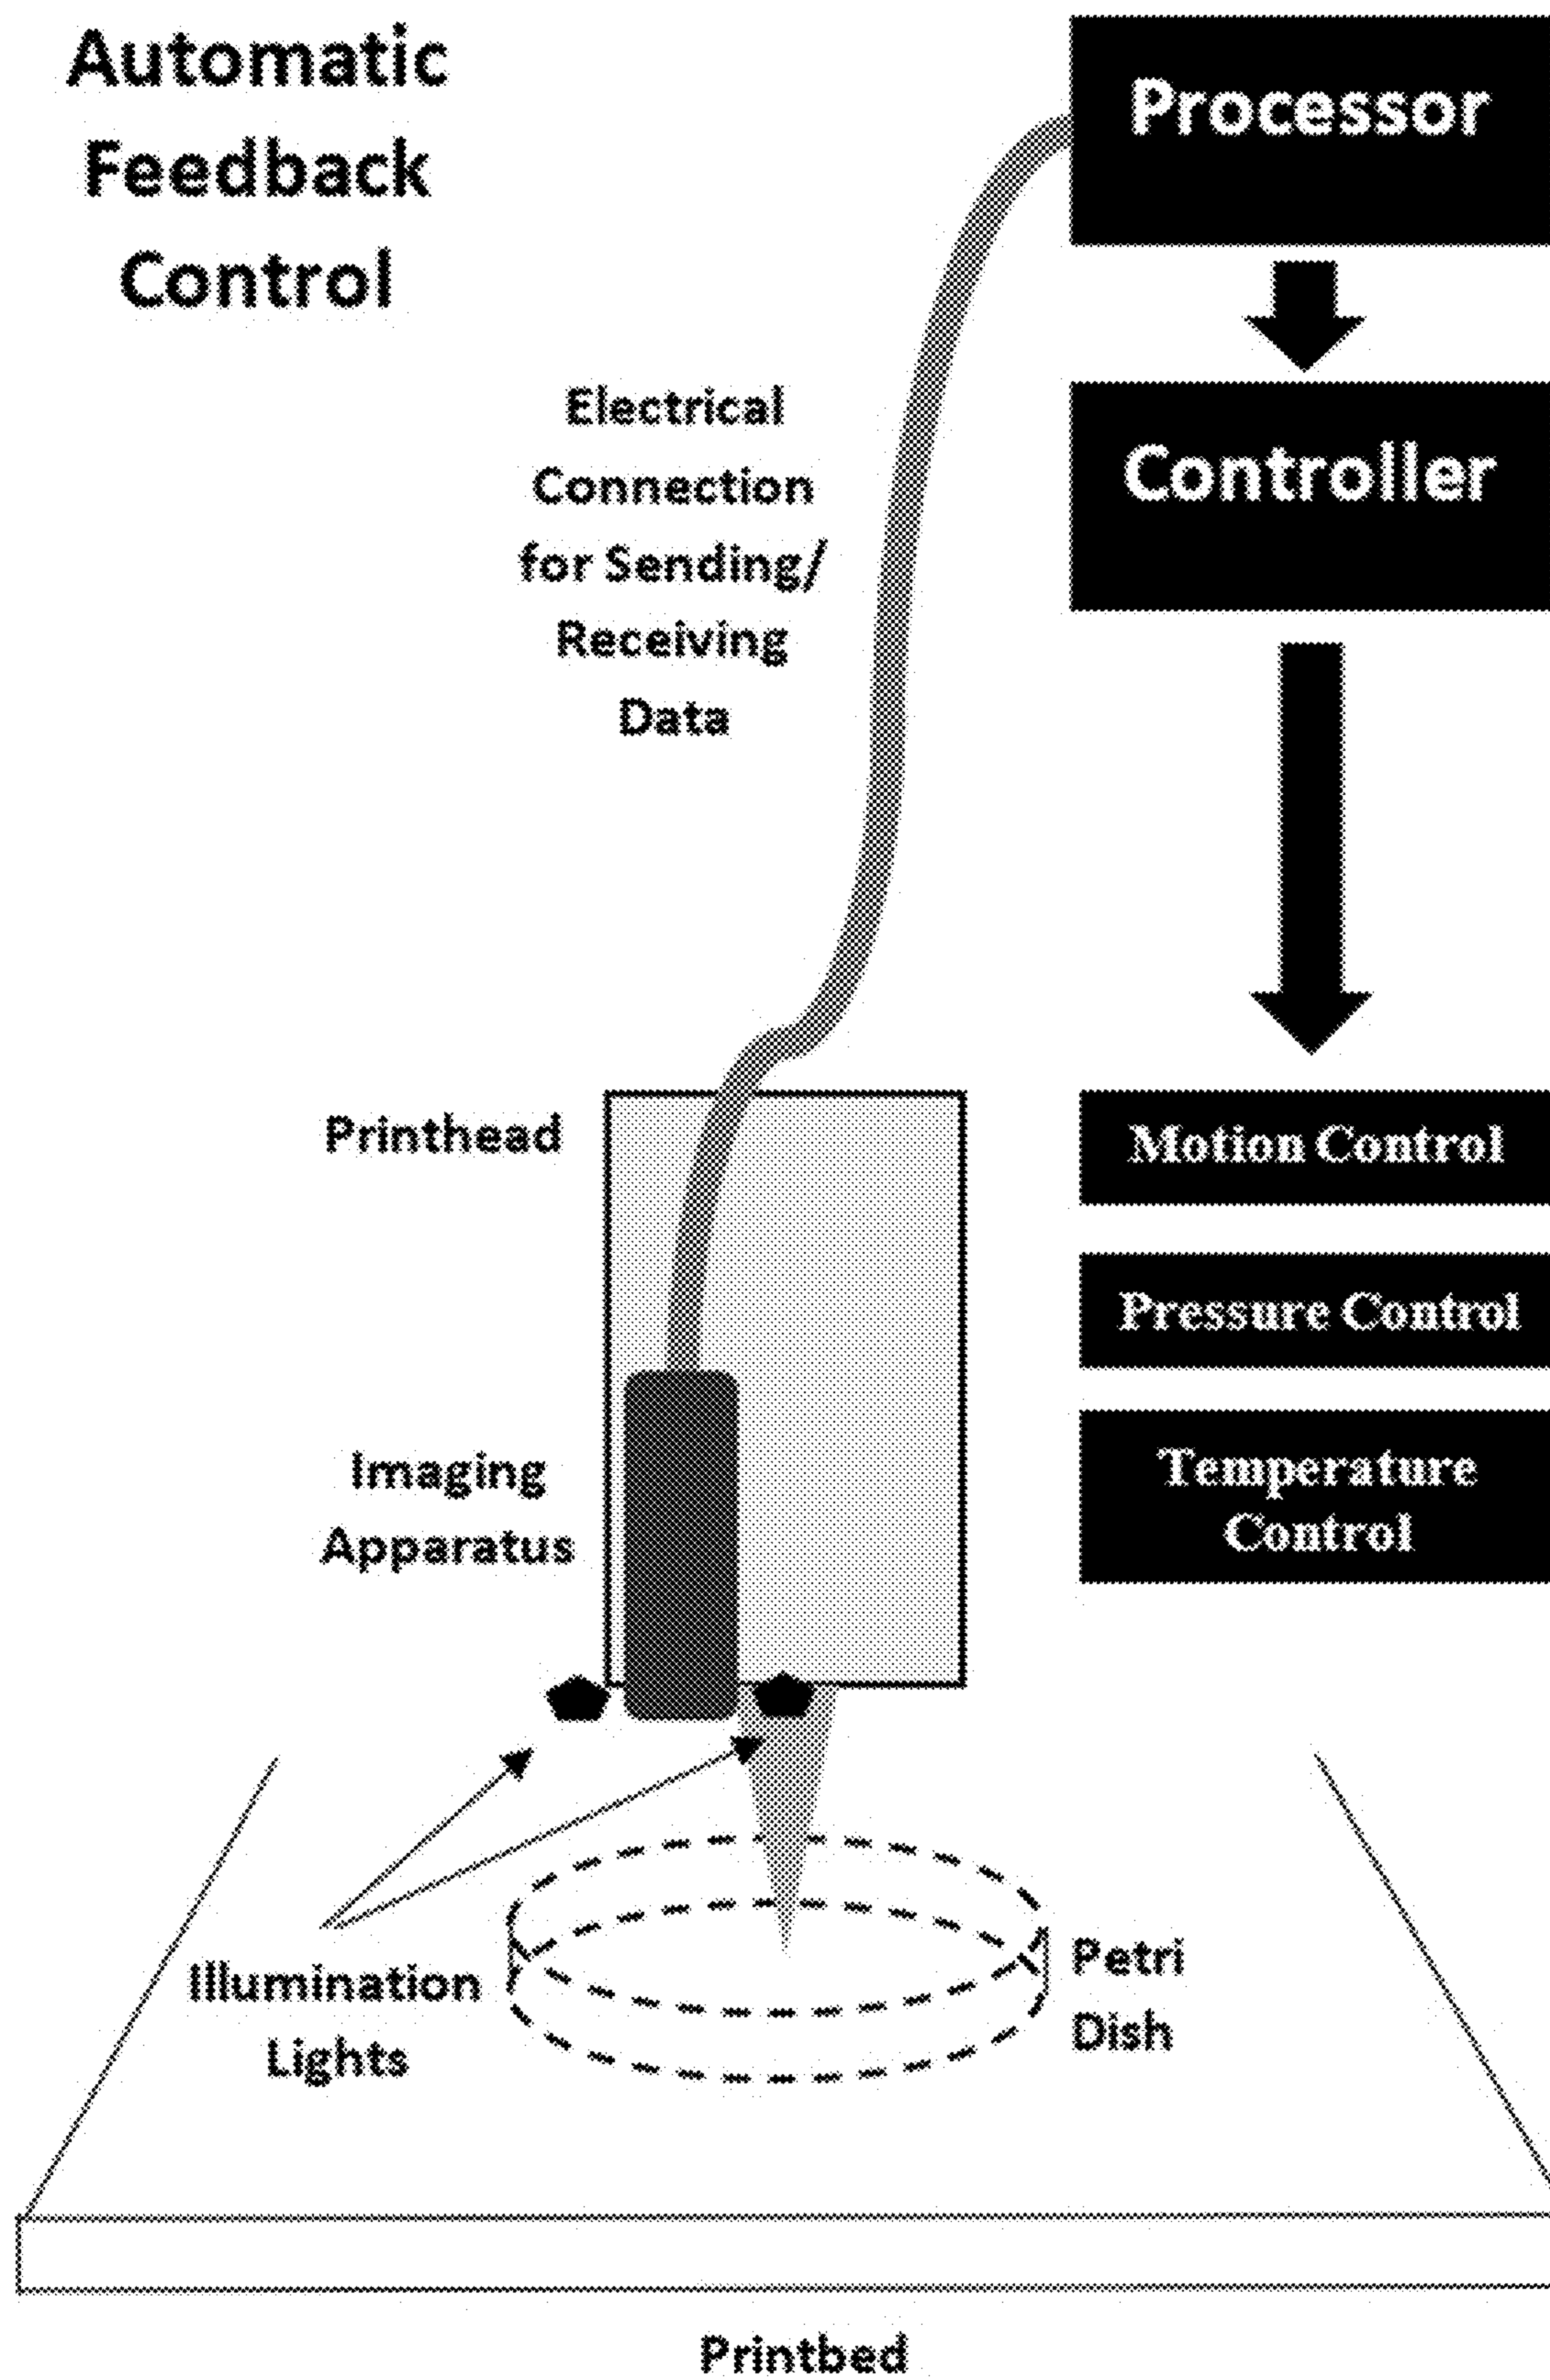 Automatic
Feedback
Control
Processor
Controller
Electrical
Connection
for Sending/
Receiving
Data
Printhead
Motion Control
Pressure Control
Temperature
Control
Imaging
Apparatus
Illumination
Lights
Petri
Dish
Printbed